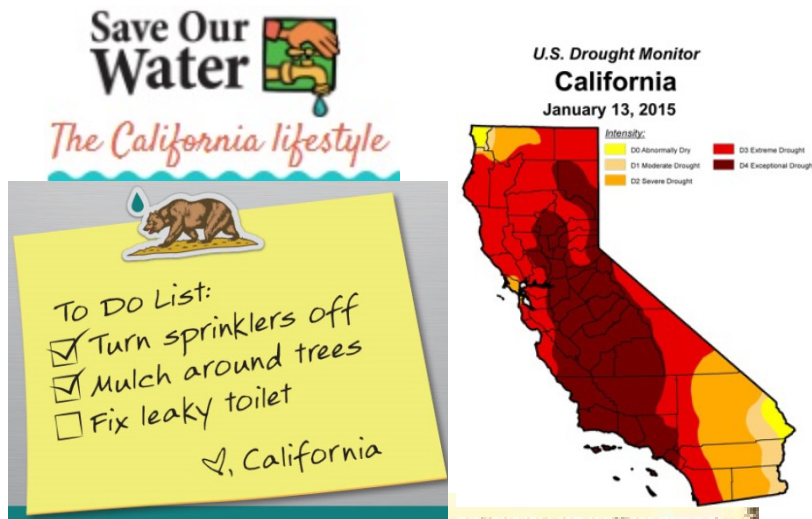 Save Our
Water
The California lifestyle
To Do List:
Turn sprinklers off
Mulch around trees
Fix leaky toilet
♡, California
U.S. Drought Monitor
California
January 13, 2015
Intensity:
D0 Abnormally Dry
D1 Moderate Drought
D2 Severe Drought
D3 Extreme Drought
D4 Exceptional Drough